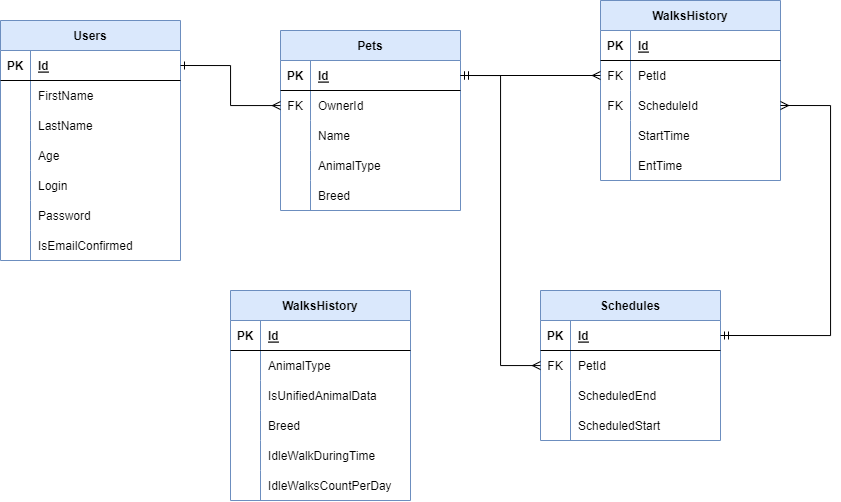 Users
PK Id
FirstName
LastName
Age
Login
Password
IsEmailConfirmed
Pets
PK Id
FK OwnerId
Name
AnimalType
Breed
WalksHistory
PK Id
FK PetId
FK ScheduleId
StartTime
EntTime
WalksHistory
PK Id
AnimalType
IsUnifiedAnimalData
Breed
IdleWalkDuringTime
IdleWalksCountPerDay
Schedules
PK Id
FK PetId
ScheduledEnd
ScheduledStart